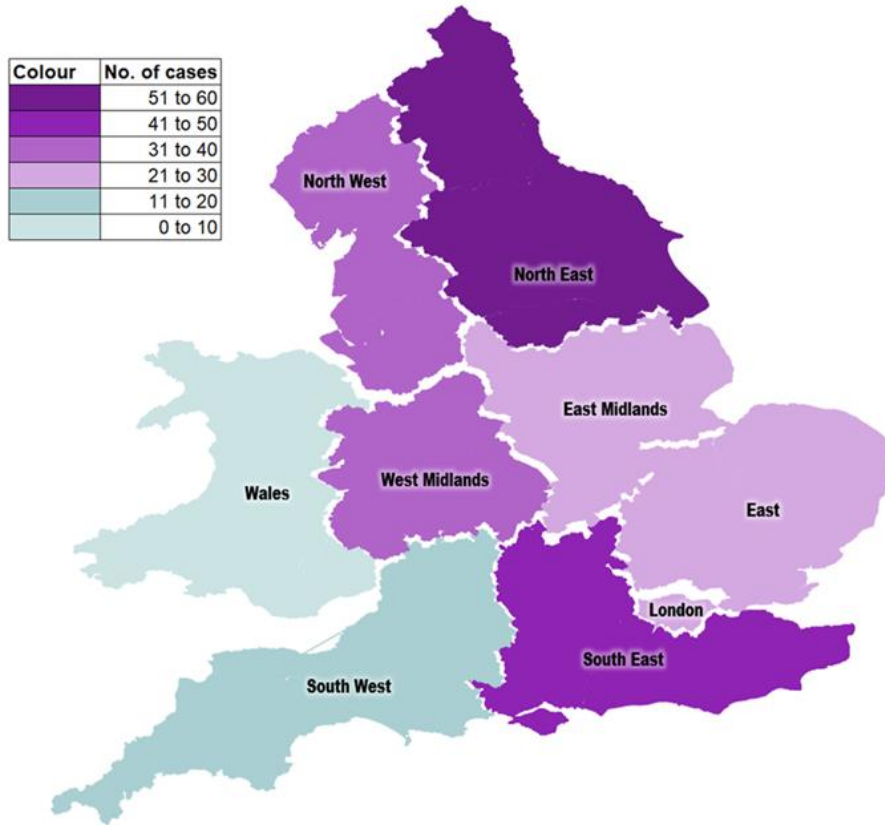 Colour No. of cases
51 to 60
41 to 50
31 to 40
21 to 30
11 to 20
0 to 10
North West
North East
East Midlands
West Midlands
Wales
East
London
South East
South West